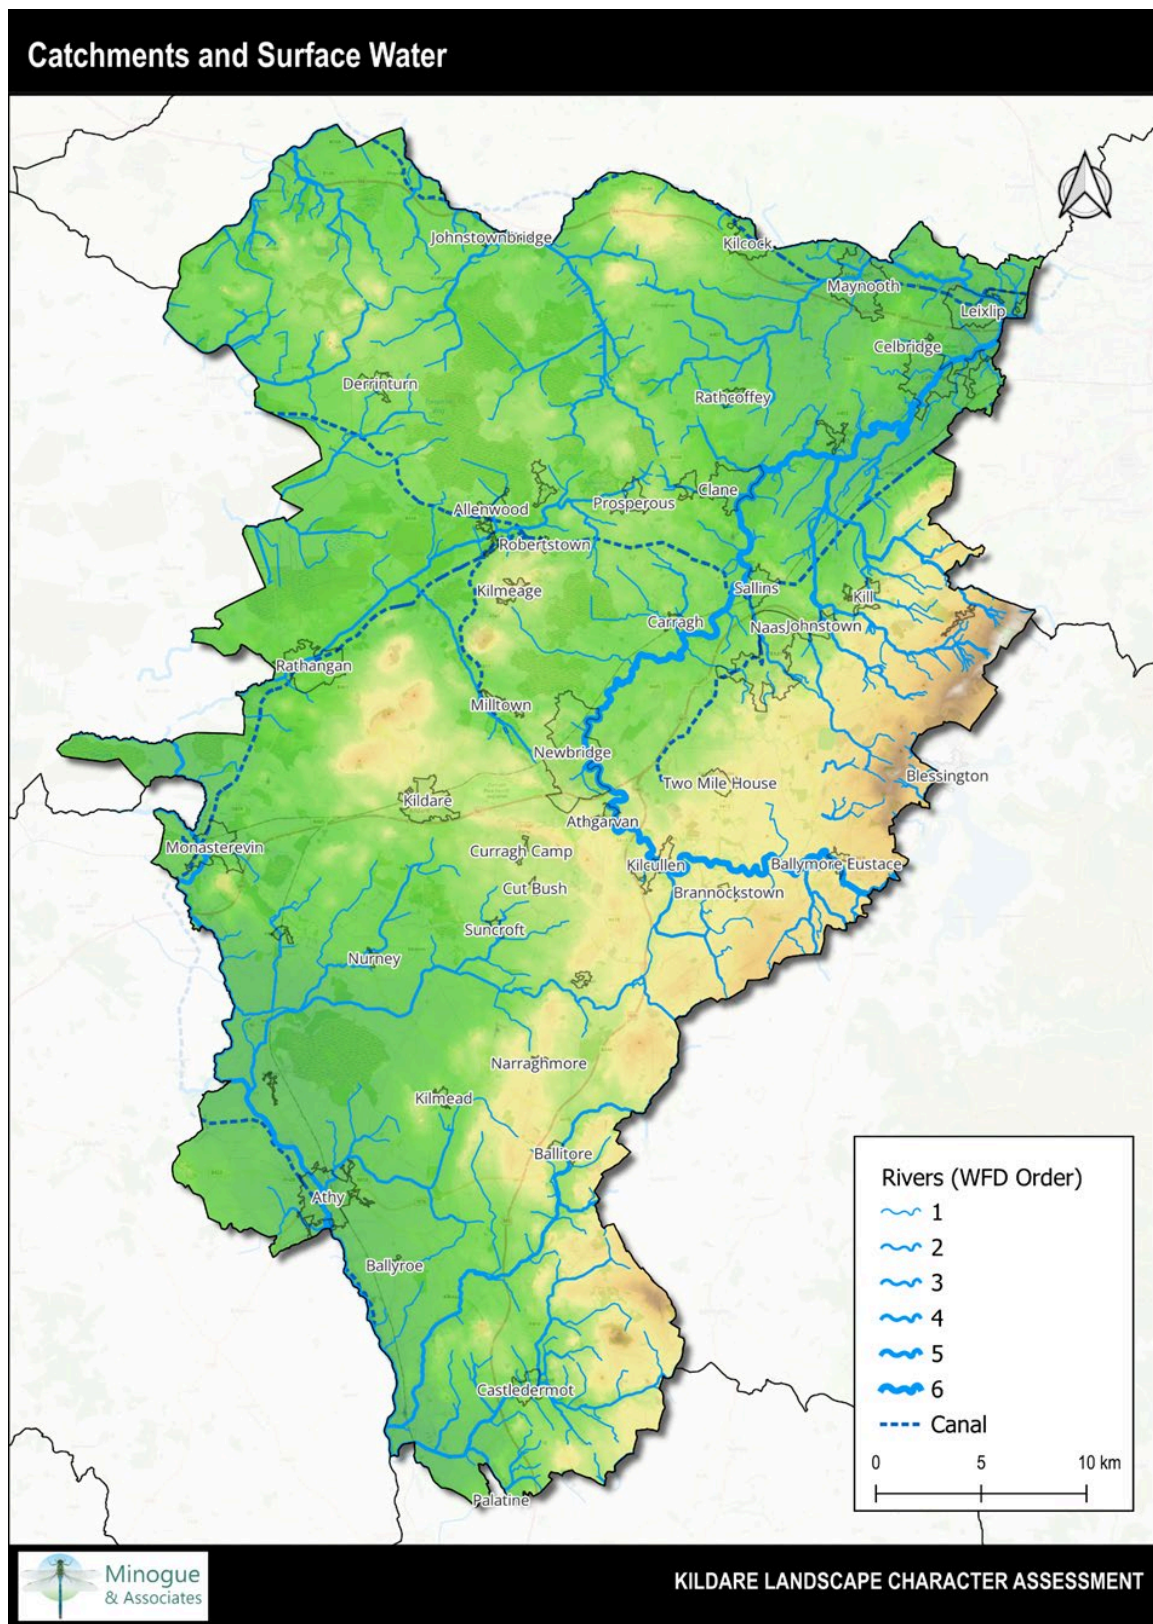 Catchments and Surface Water
Johnstownbridge
Kilcock
Maynooth
Leixlip
Celbridge
Derrinturn
Rathcoffey
Clane
Prosperous
Allenwood
Robertstown
Sallins
Kilmeage
Kill
Carragh
Naas
Johnstown
Rathangan
Milltown
Newbridge
Two Mile House
Blessington
Kildare
Athgarvan
Monasterevin
Curragh Camp
Kilcullen
Ballymore Eustace
Cut Bush
Brannockstown
Suncroft
Nurney
Narraghmore
Kilmead
Ballitore
Athy
Ballyroe
Castledermot
Palatine
Rivers (WFD Order)
1
2
3
4
5
6
Canal
0 5 10 km
Minogue
& Associates
KILDARE LANDSCAPE CHARACTER ASSESSMENT